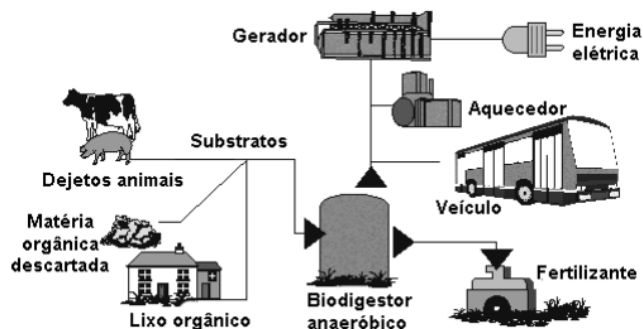 Gerador
Energia
elétrica
Aquecedor
Substratos
Dejetos animais
Veículo
Matéria
orgânica
descartada
Lixo orgânico
Biodigestor
anaeróbico
Fertilizante